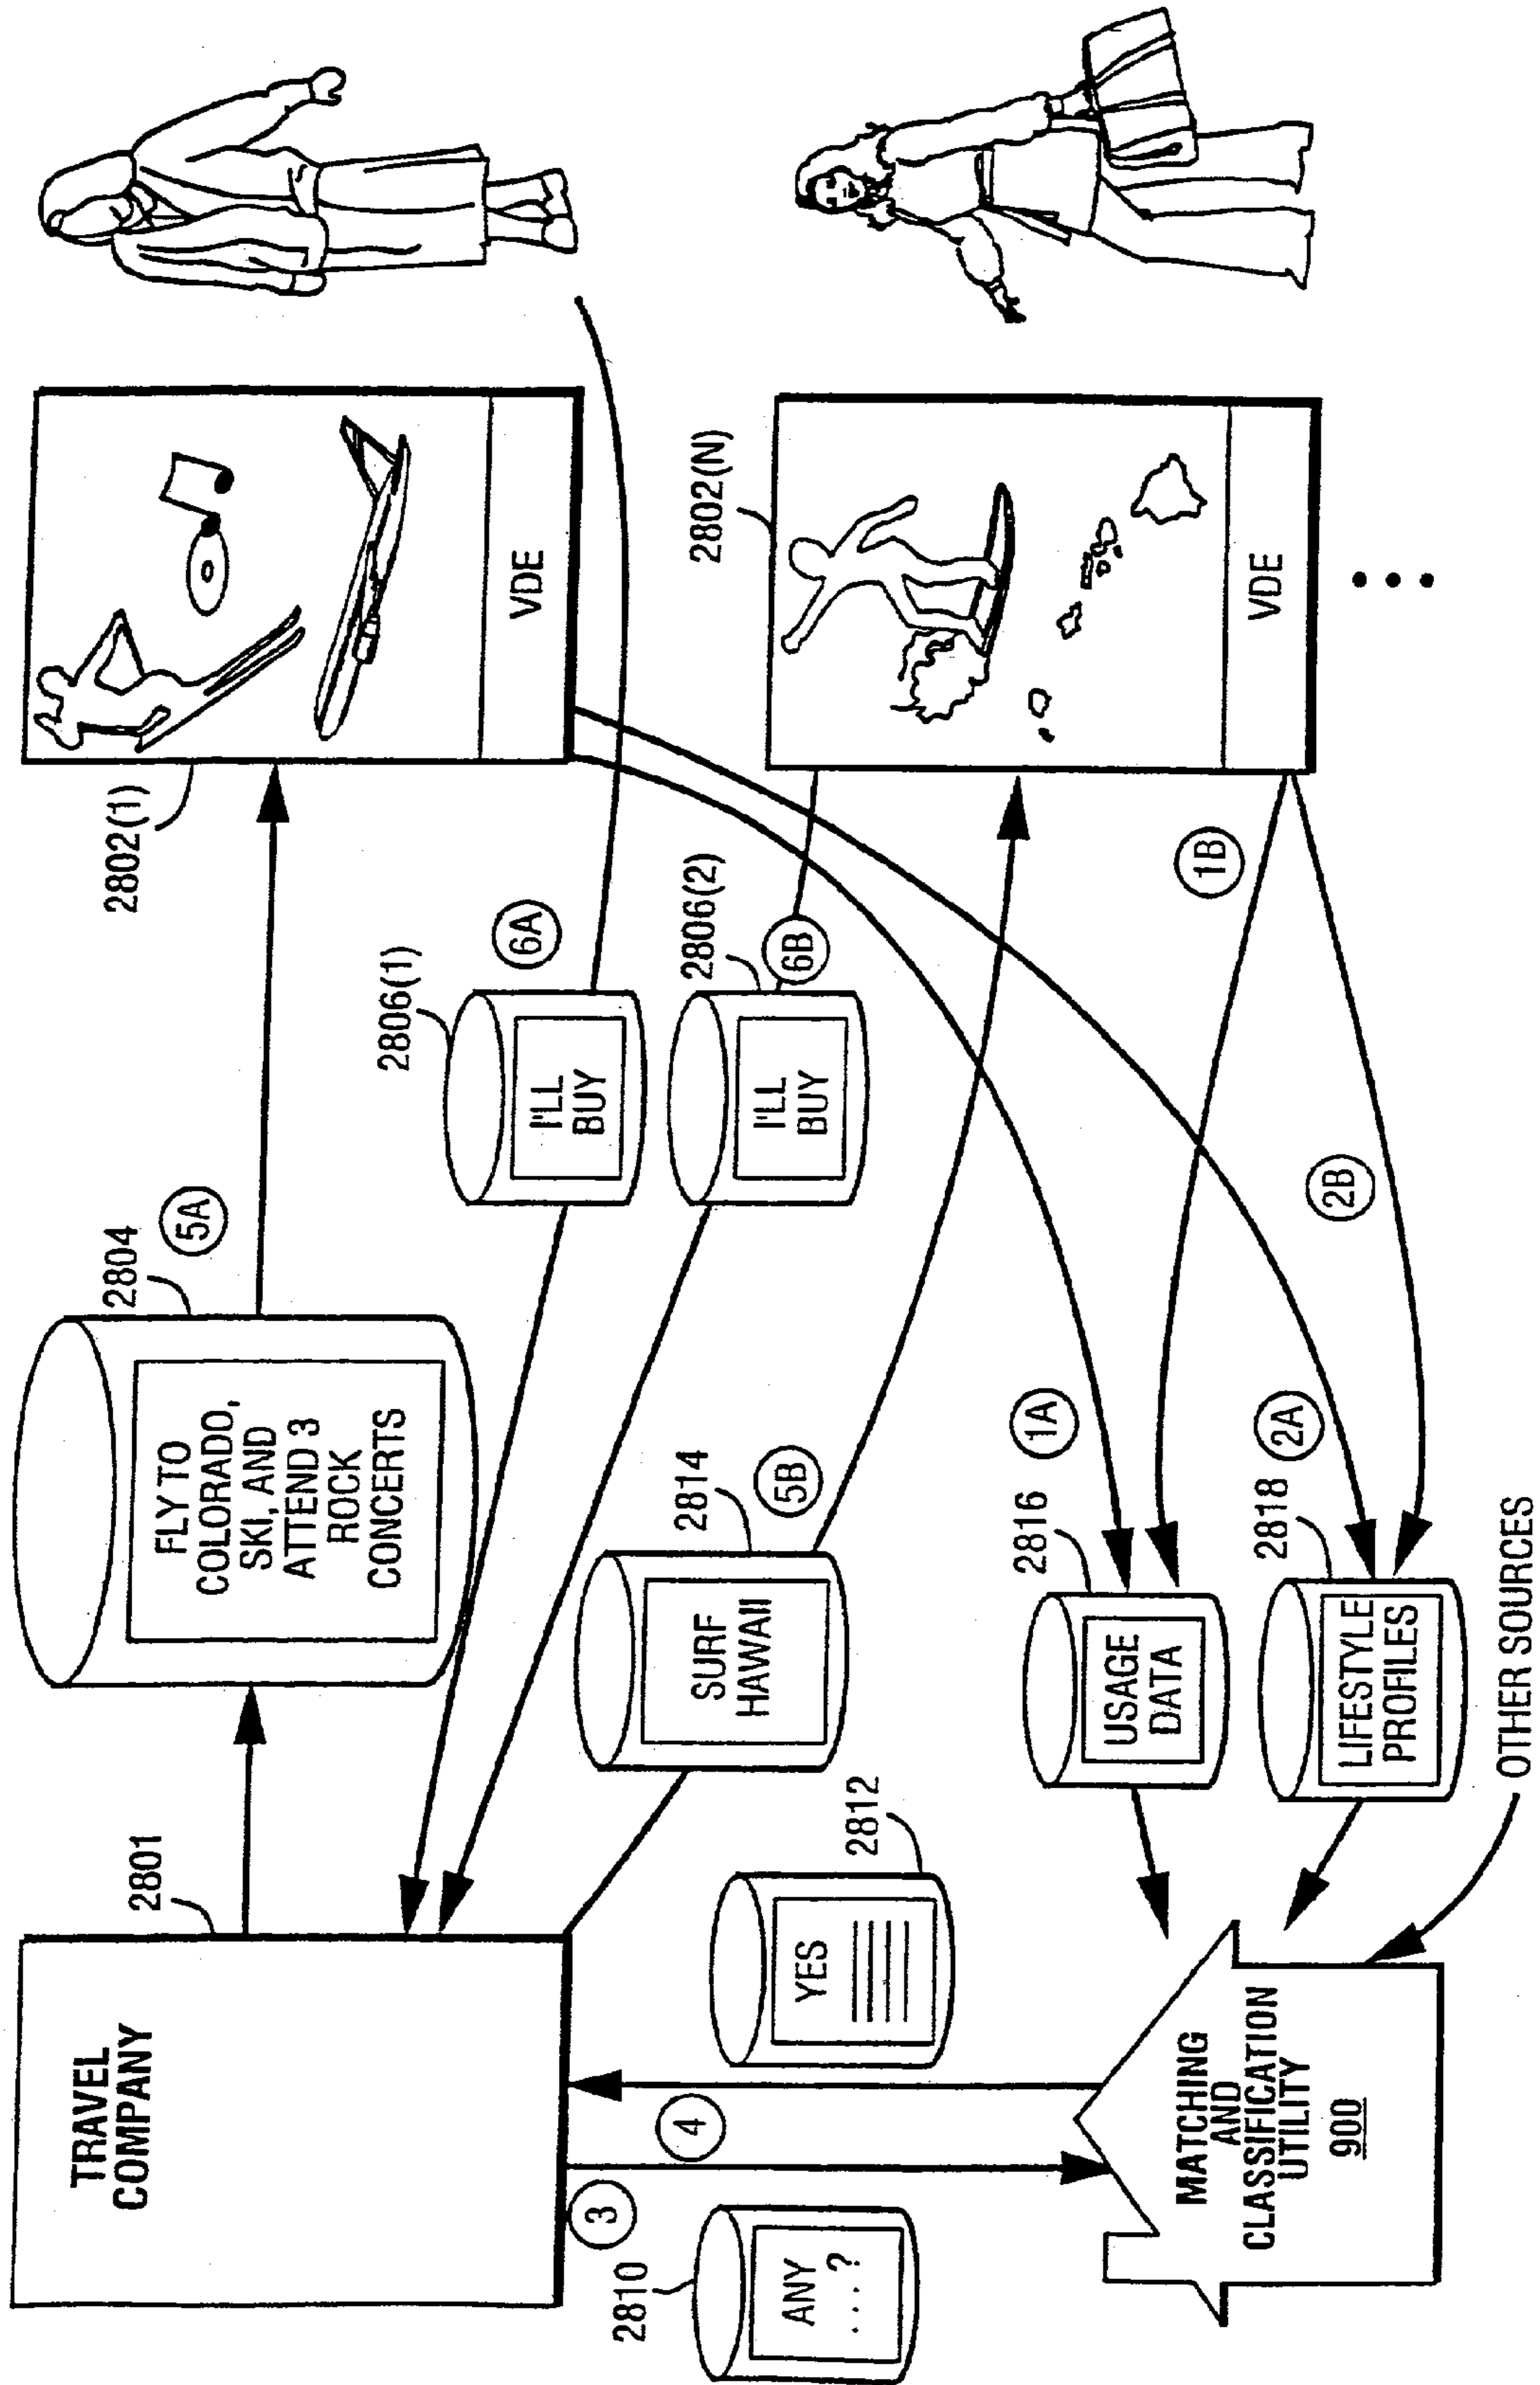 TRAVEL
COMPANY
2801
FLY TO
COLORADO,
SKI, AND
ATTEND 3
ROCK
CONCERTS
2804
5A
2802(1)
VDE
2806(1)
6A
I'LL
BUY
2806(2)
6B
I'LL
BUY
2802(N)
VDE
SURF
HAWAII
2814
5B
3
4
2810
ANY
....?
2812
YES
1A
1B
2A
2B
2816
USAGE
DATA
2818
LIFESTYLE
PROFILES
MATCHING
AND
CLASSIFICATION
UTILITY
900
OTHER SOURCES